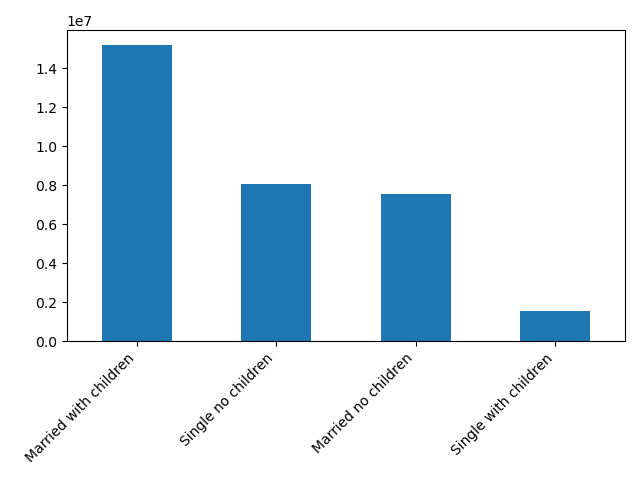 1e7
1.4
1.2
1.0
0.8
0.6
0.4
0.2
0.0
Married with children
Single no children
Married no children
Single with children